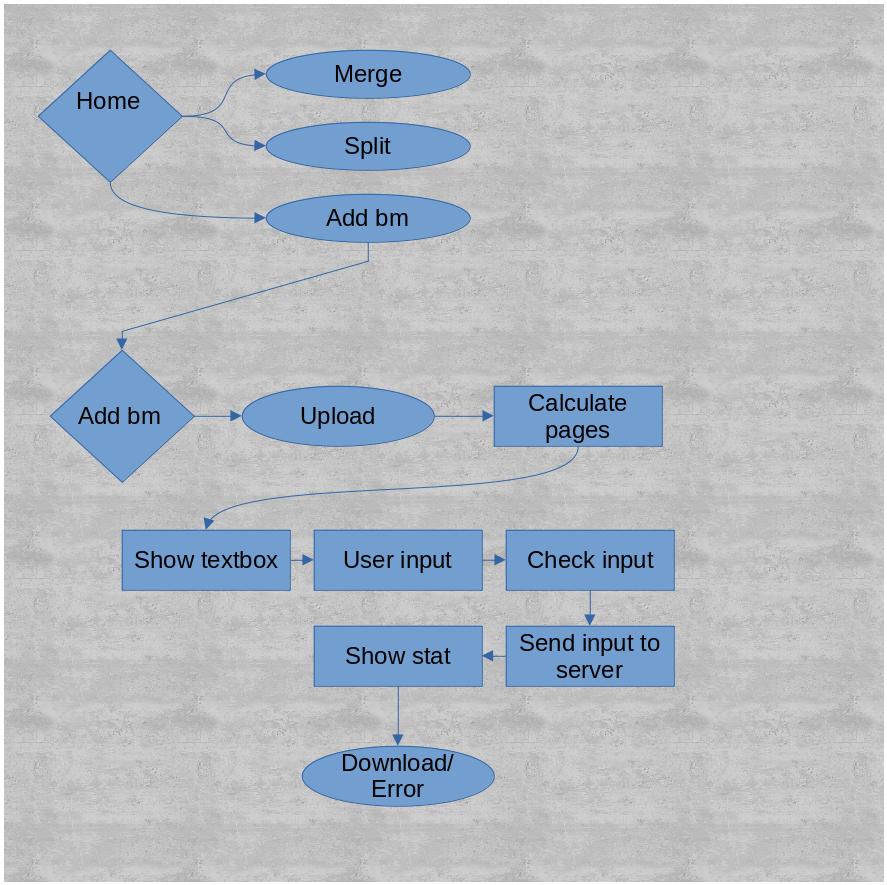 Home
Merge
Split
Add bm
Add bm
Upload
Calculate
pages
Show textbox
User input
Check input
Show stat
Send input to
server
Download/
Error